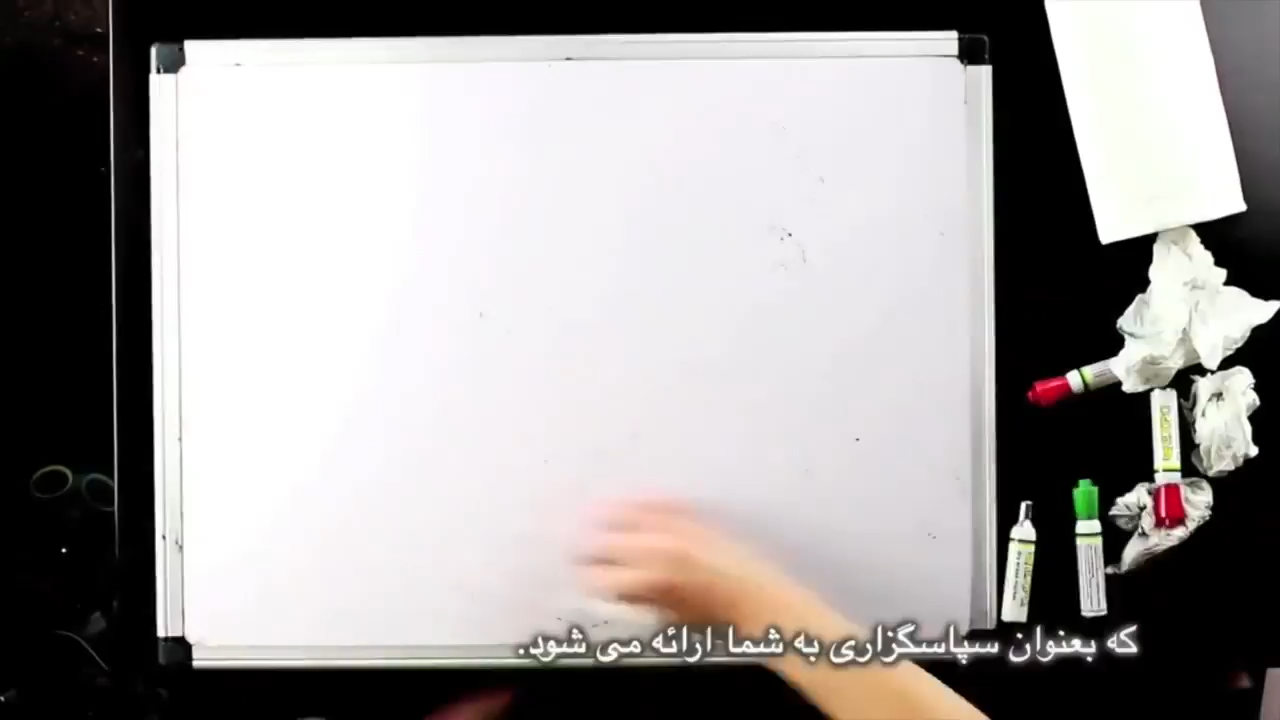 که بعنوان سپاسگزاری به شما ارائه می شود.